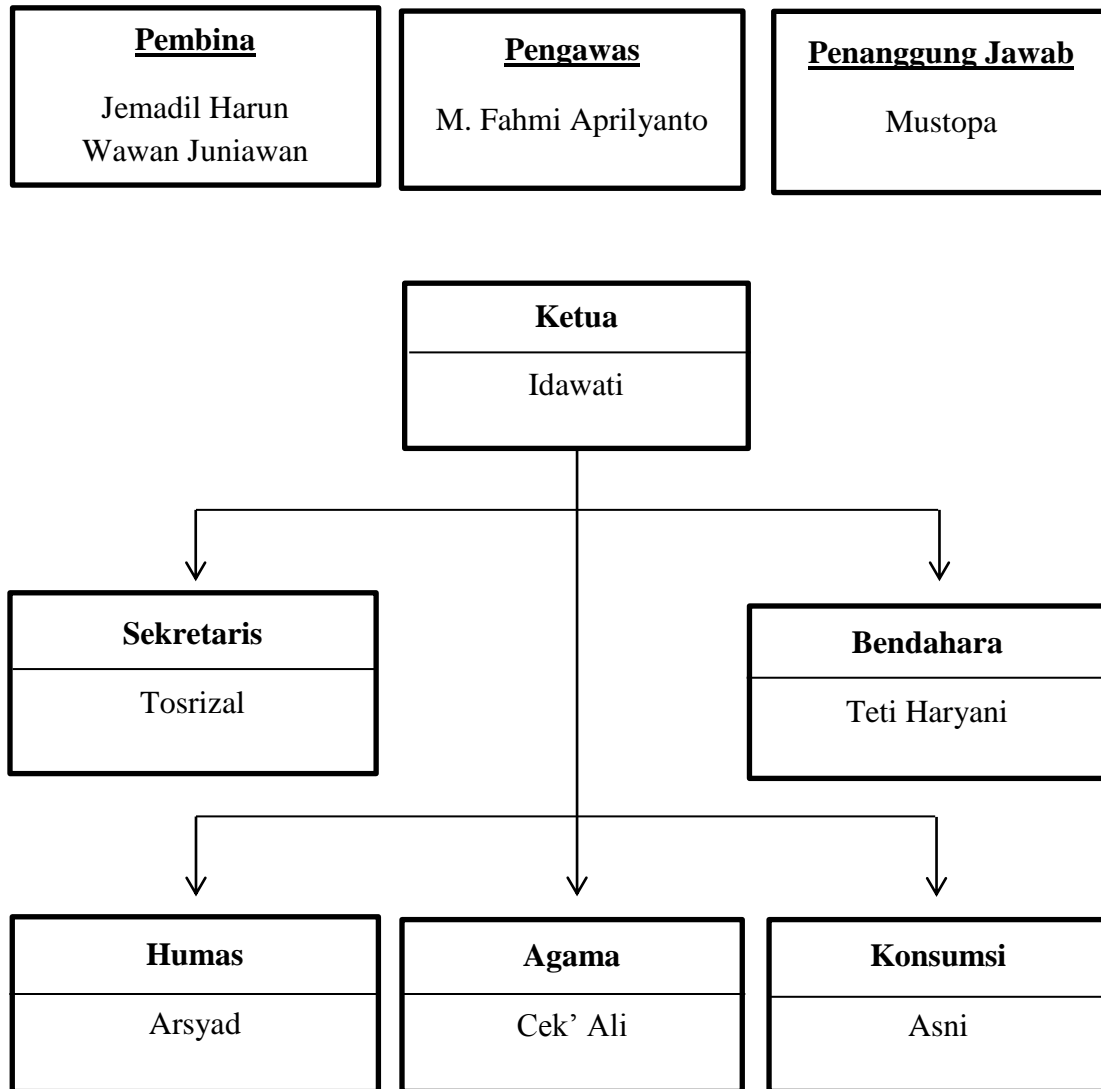 Pembina
Jemadil Harun
Wawan Juniawan
Pengawas
M. Fahmi Aprilyanto
Penanggung Jawab
Mustopa
Ketua
Idawati
Sekretaris
Tosrizal
Bendahara
Teti Haryani
Humas
Arsyad
Agama
Cek’ Ali
Konsumsi
Asni